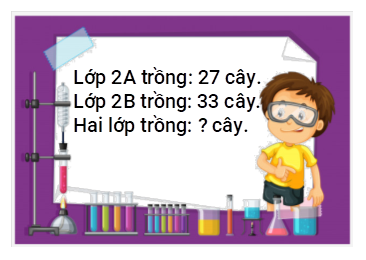 Lớp 2A trồng: 27 cây.
Lớp 2B trồng: 33 cây.
Hai lớp trồng: ? cây.